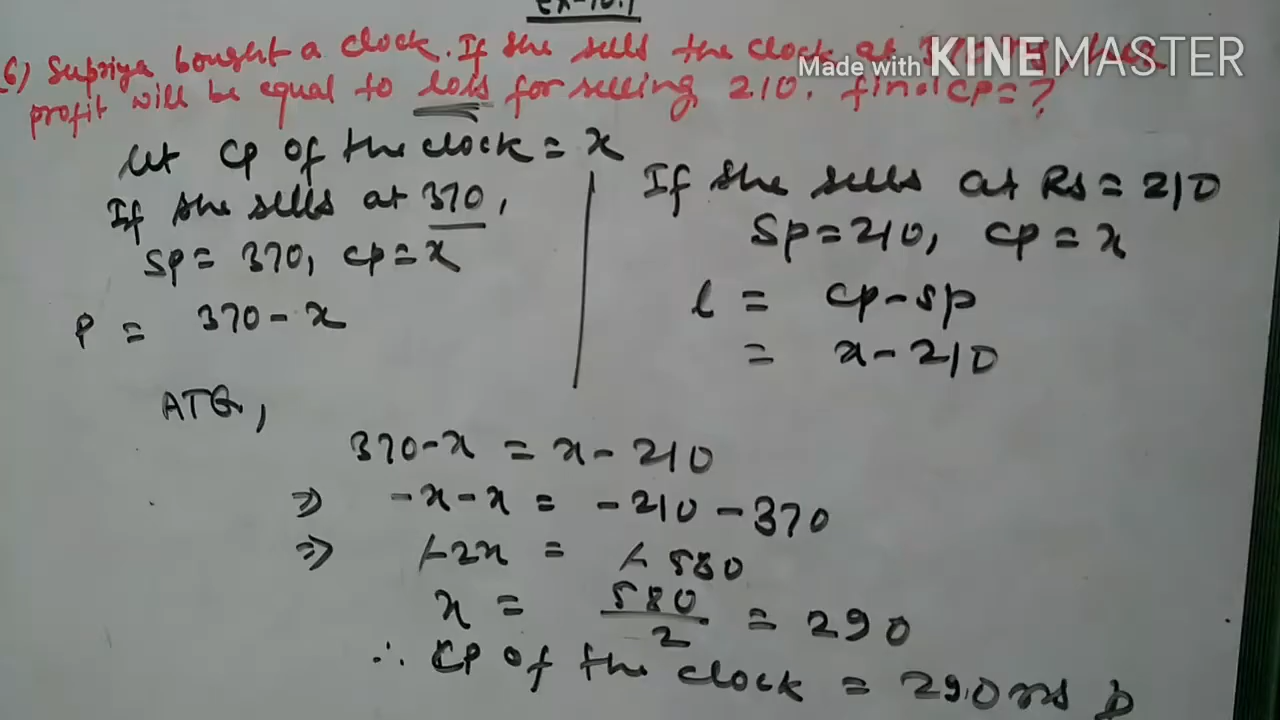 Ex-10.1
6) Supriya bought a clock. If she sells the clock at 370
Made with KINEMASTER
profit will be equal to loss for selling 210. find CP=?
Let CP of the clock = x
If she sells at 370,
SP = 370, CP = x
P = 370 - x
If she sells at Rs = 210
SP = 210, CP = x
l = CP - SP
= x - 210
ATQ,
370 - x = x - 210
⇒ -x - x = -210 - 370
⇒ -2x = -580
x = 580/2 = 290
∴ CP of the clock = 290 rs